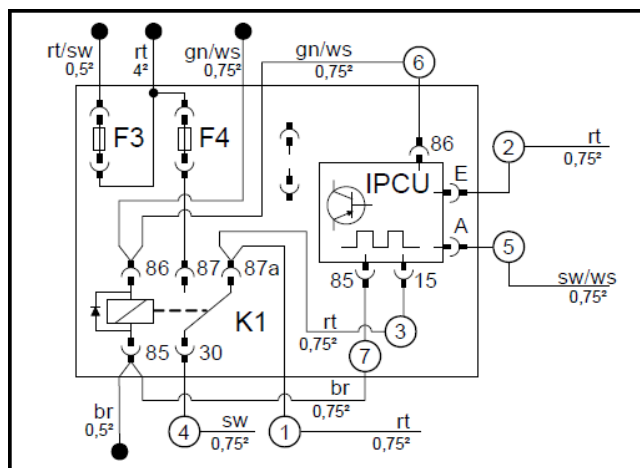 rt/sw rt gn/ws gn/ws
0,5² 4² 0,75² 0,75² 6
F3 F4 86
IPCU E 2 rt
0,75²
A 5
86 87 87a 85 15 sw/ws
0,75²
K1 rt 3
0,75² 7
85 30
br br
0,5² 0,75²
4 sw 1 rt
0,75² 0,75²